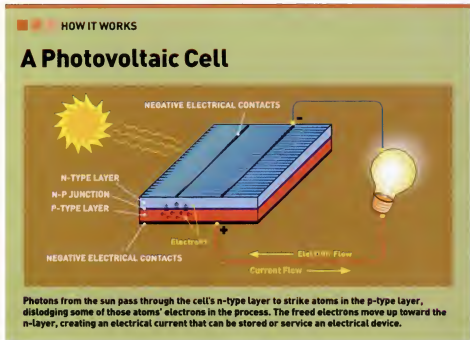 HOW IT WORKS
A Photovoltaic Cell
NEGATIVE ELECTRICAL CONTACTS
-
N-TYPE LAYER
N-P JUNCTION
P-TYPE LAYER
+
Electrons
NEGATIVE ELECTRICAL CONTACTS
Electron Flow
Current Flow
Photons from the sun pass through the cell's n-type layer to strike atoms in the p-type layer,
dislodging some of those atoms' electrons in the process. The freed electrons move up toward the
n-layer, creating an electrical current that can be stored or service an electrical device.